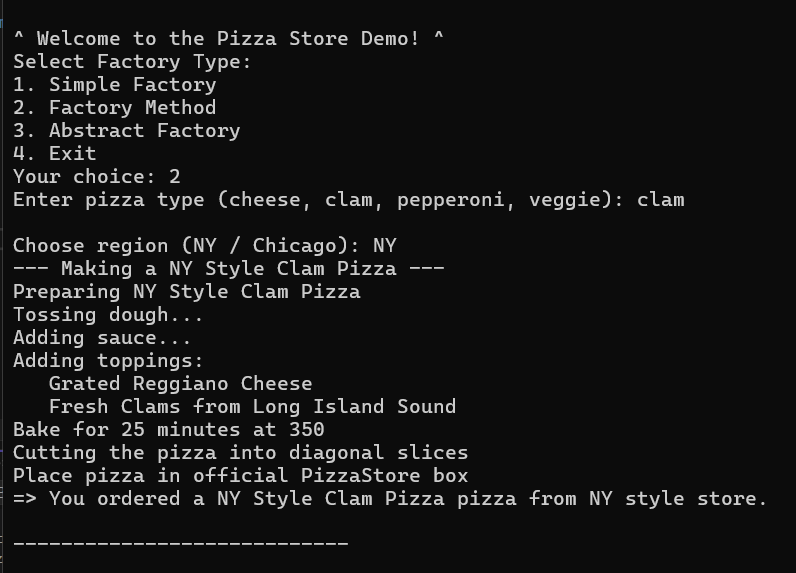 ^ Welcome to the Pizza Store Demo! ^
Select Factory Type:
1. Simple Factory
2. Factory Method
3. Abstract Factory
4. Exit
Your choice: 2
Enter pizza type (cheese, clam, pepperoni, veggie): clam
Choose region (NY / Chicago): NY
--- Making a NY Style Clam Pizza ---
Preparing NY Style Clam Pizza
Tossing dough...
Adding sauce...
Adding toppings:
   Grated Reggiano Cheese
   Fresh Clams from Long Island Sound
Bake for 25 minutes at 350
Cutting the pizza into diagonal slices
Place pizza in official PizzaStore box
=> You ordered a NY Style Clam Pizza pizza from NY style store.
----------------------------